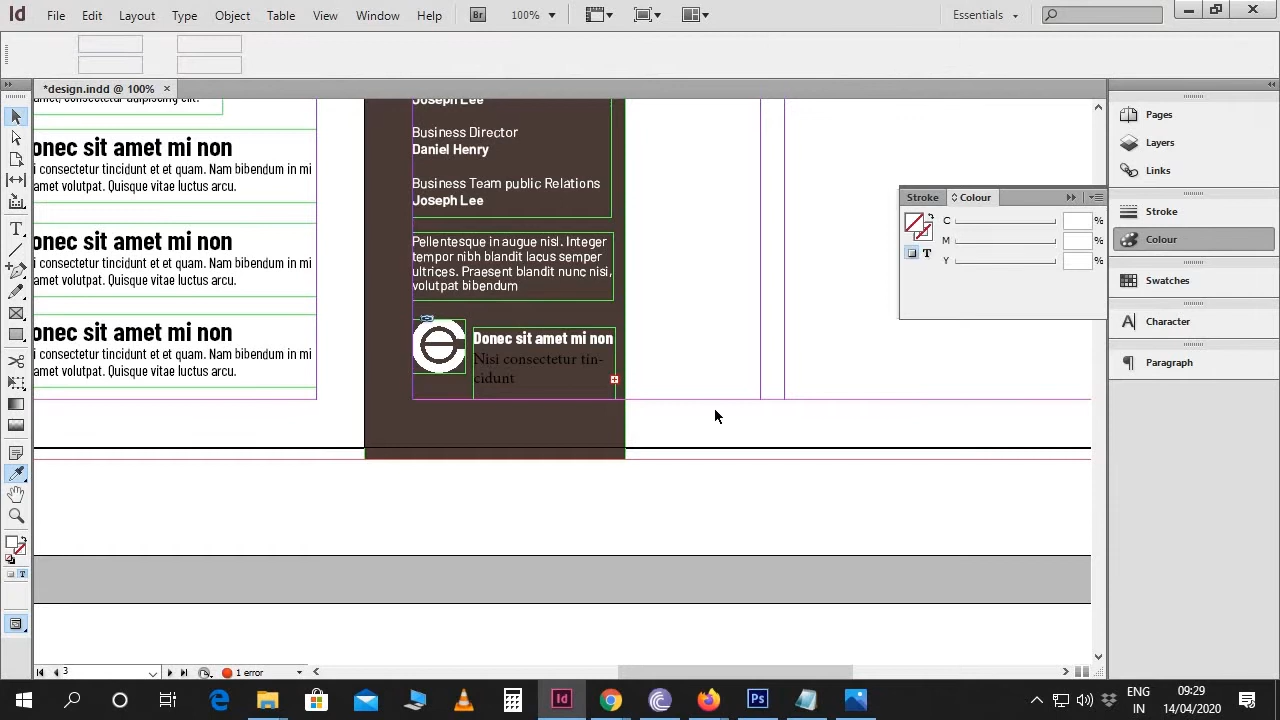 Id
File
Edit
Layout
Type
Object
Table
View
Window
Help
Br
100%
Essentials
*design.indd @ 100%
×
amet, consectetur adipiscing elit.
onec sit amet mi non
i consectetur tincidunt et et quam. Nam bibendum in mi
amet volutpat. Quisque vitae luctus arcu.
onec sit amet mi non
i consectetur tincidunt et et quam. Nam bibendum in mi
amet volutpat. Quisque vitae luctus arcu.
onec sit amet mi non
i consectetur tincidunt et et quam. Nam bibendum in mi
amet volutpat. Quisque vitae luctus arcu.
Joseph Lee
Business Director
Daniel Henry
Business Team public Relations
Joseph Lee
Pellentesque in augue nisl. Integer
tempor nibh blandit lacus semper
ultrices. Praesent blandit nunc nisi,
volutpat bibendum
Donec sit amet mi non
Nisi consectetur tin-
cidunt
Stroke
Colour
C
%
M
%
Y
%
T
Pages
Layers
Links
Stroke
Colour
Swatches
Character
Paragraph
3
1 error
Id
Ps
ENG
IN
09:29
14/04/2020